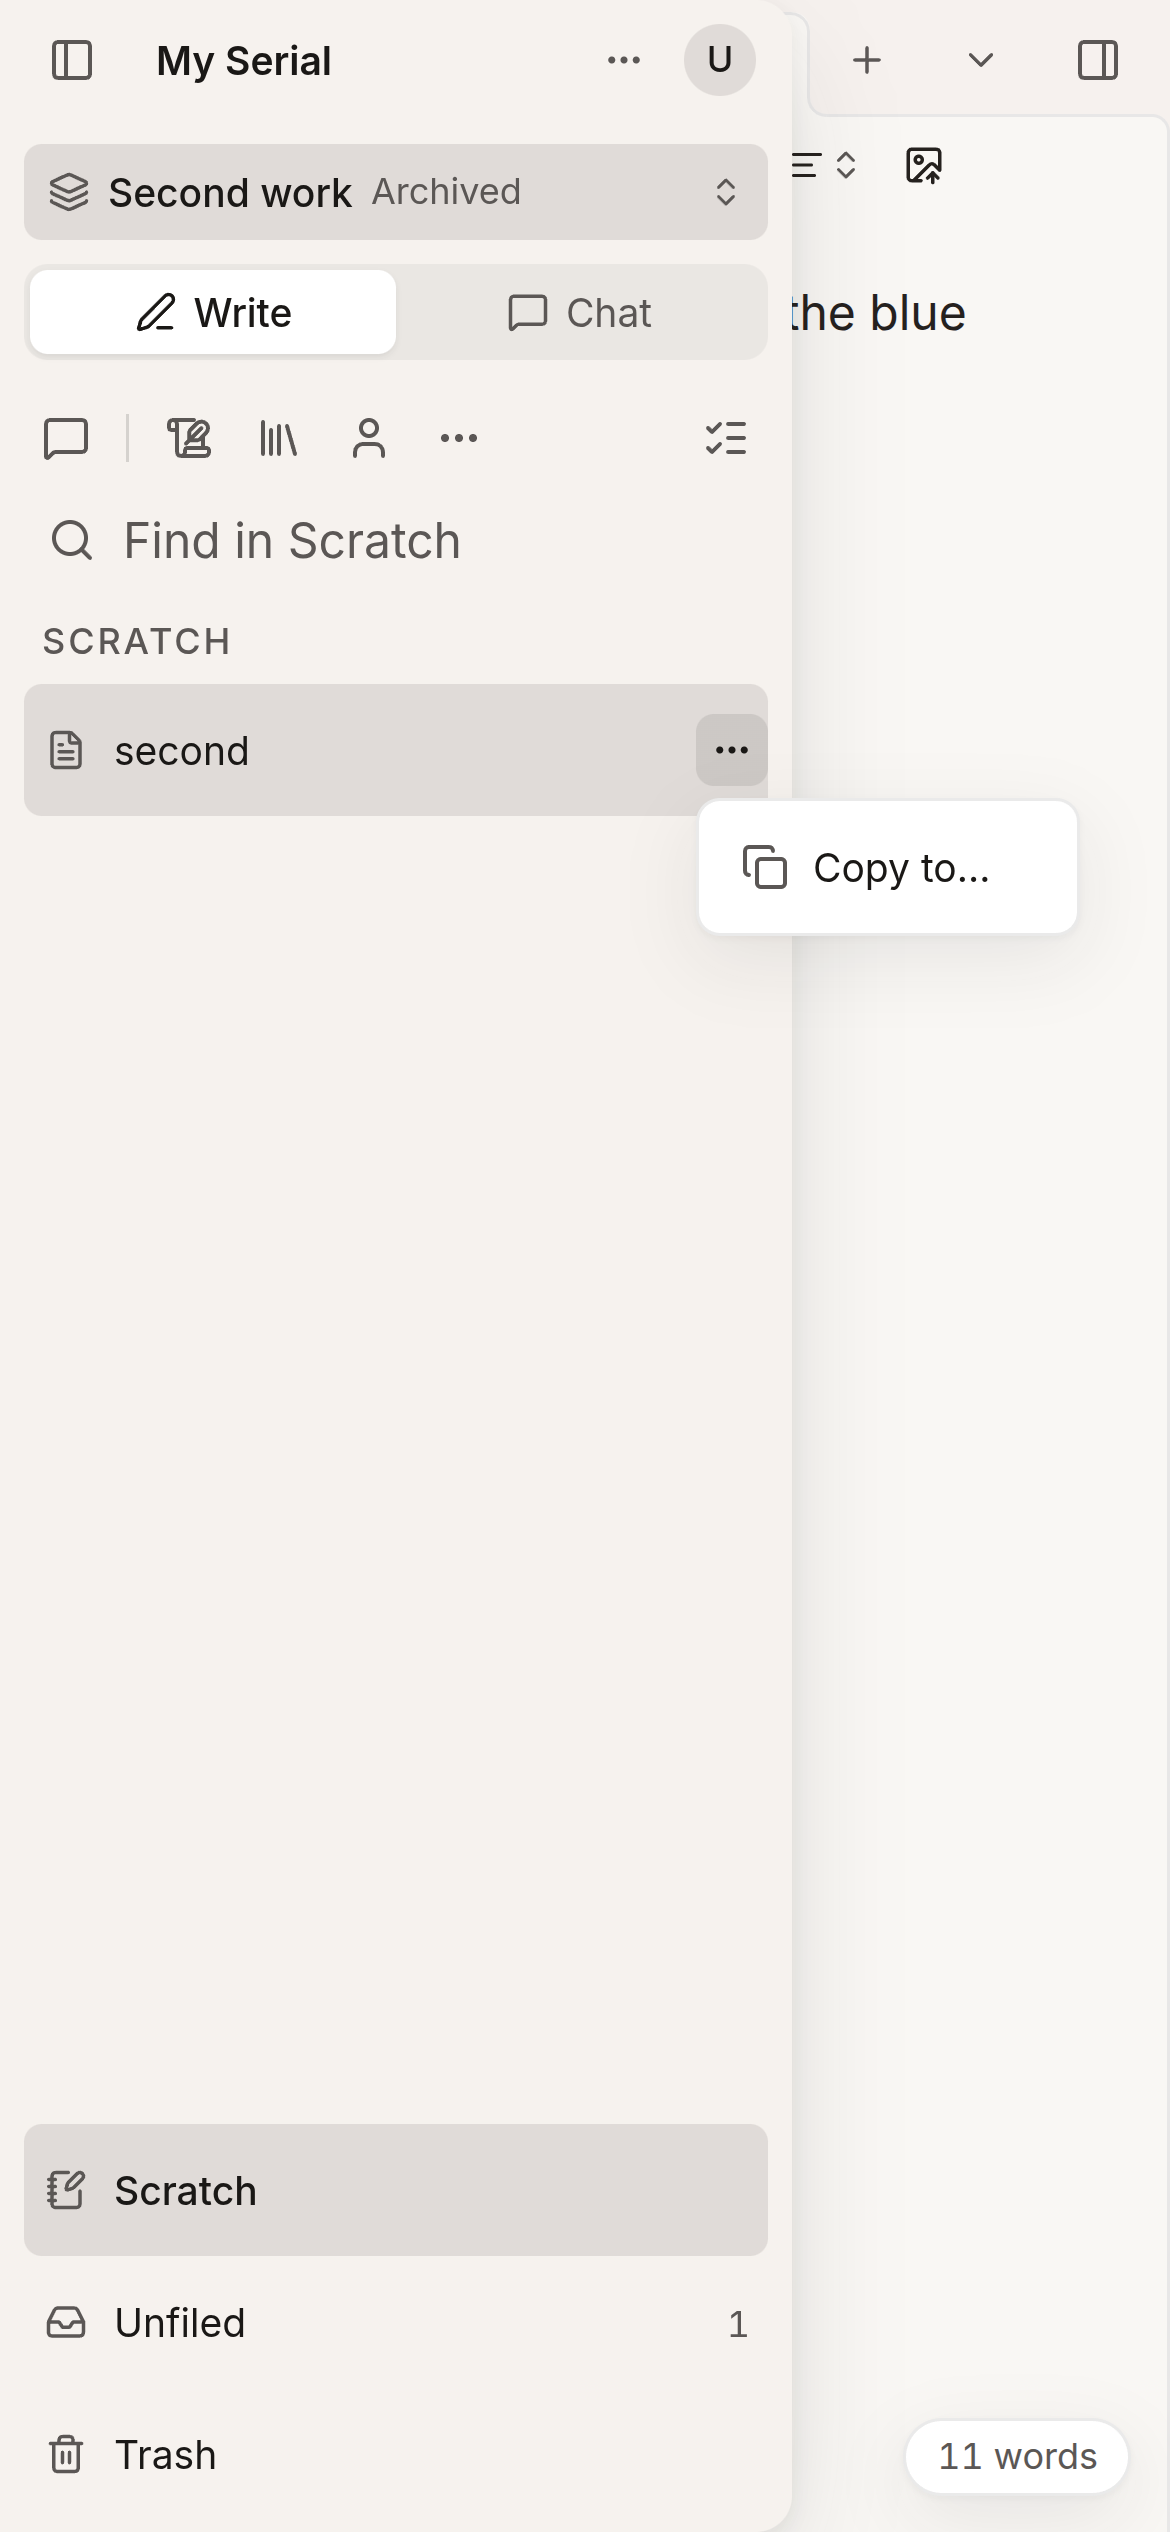 My Serial
U
Second work Archived
Write
Chat
the blue
Find in Scratch
SCRATCH
second
Copy to...
Scratch
Unfiled 1
Trash
11 words